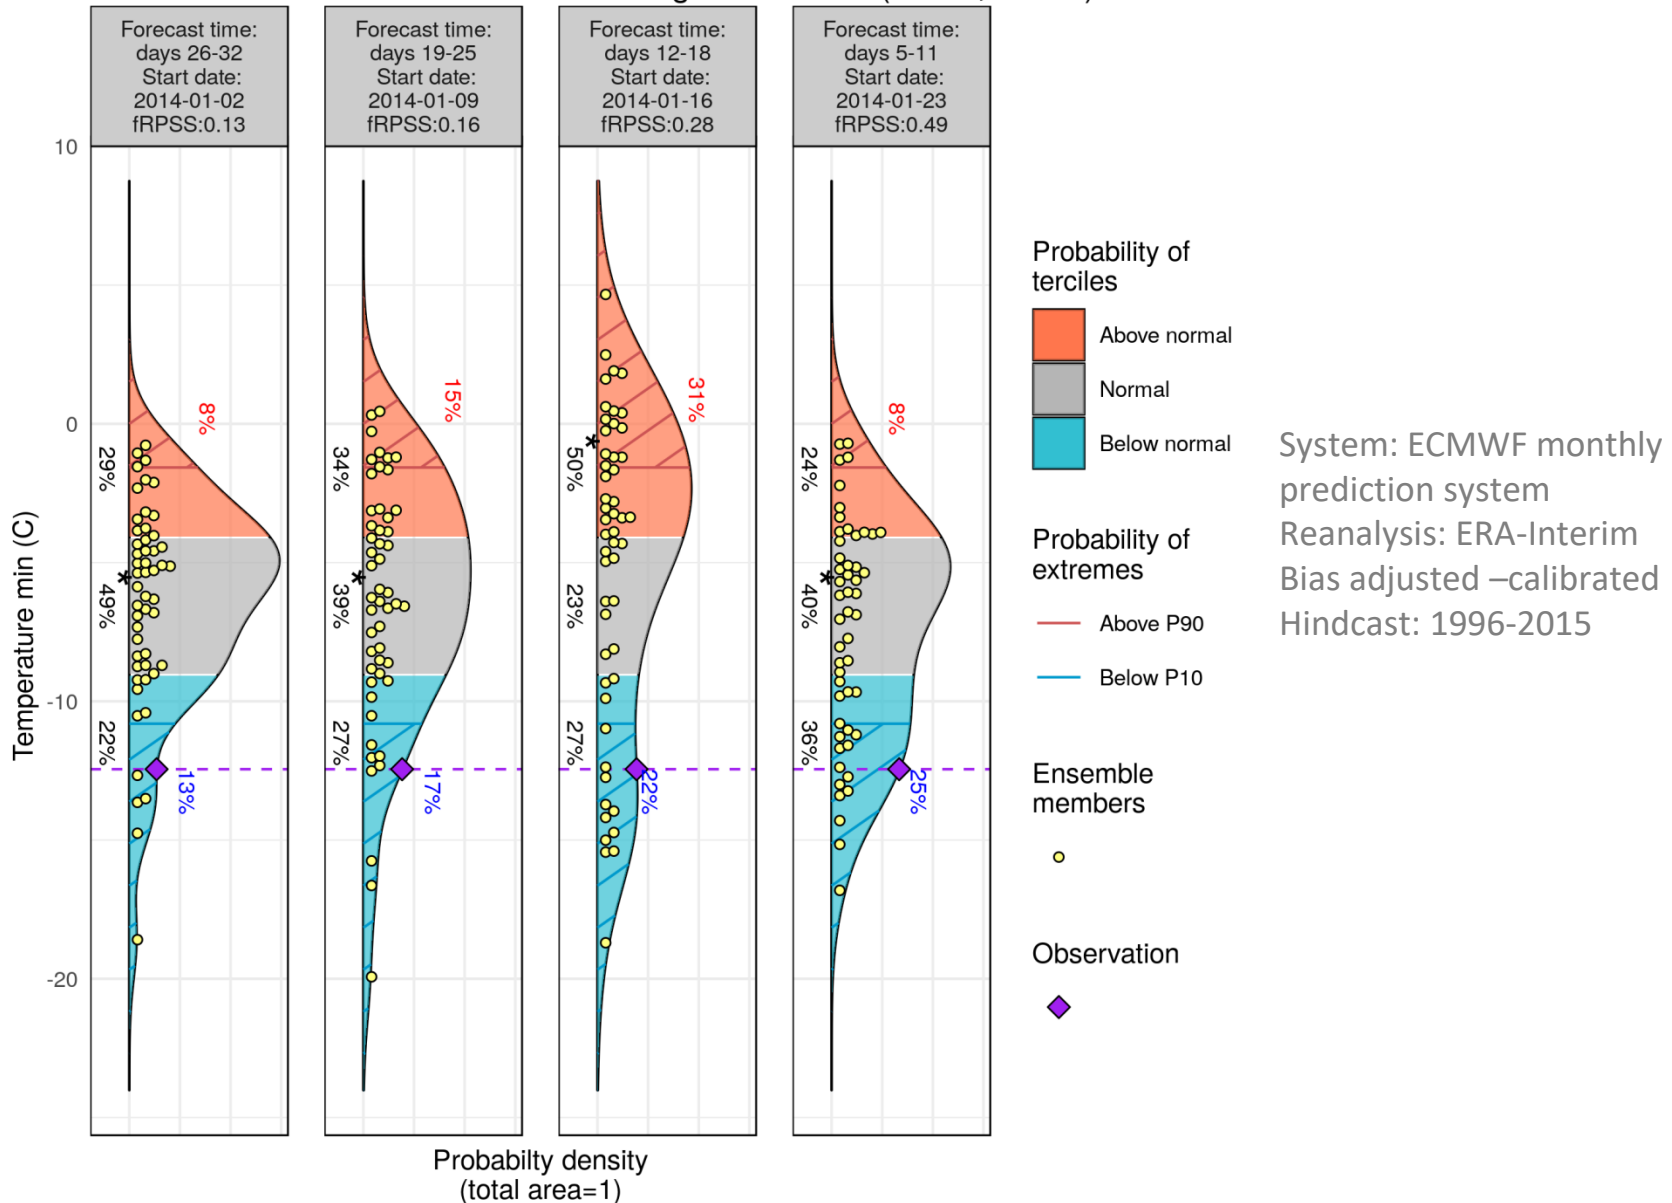 Forecast time:
days 26-32
Start date:
2014-01-02
fRPSS:0.13
Forecast time:
days 19-25
Start date:
2014-01-09
fRPSS:0.16
Forecast time:
days 12-18
Start date:
2014-01-16
fRPSS:0.28
Forecast time:
days 5-11
Start date:
2014-01-23
fRPSS:0.49
10
0
-10
-20
Temperature min (C)
8%
29%
*
49%
22%
13%
15%
34%
*
39%
27%
17%
31%
*
50%
23%
27%
22%
8%
24%
*
40%
36%
25%
Probabilty density
(total area=1)
Probability of
terciles
Above normal
Normal
Below normal
Probability of
extremes
Above P90
Below P10
Ensemble
members
Observation
System: ECMWF monthly
prediction system
Reanalysis: ERA-Interim
Bias adjusted –calibrated
Hindcast: 1996-2015